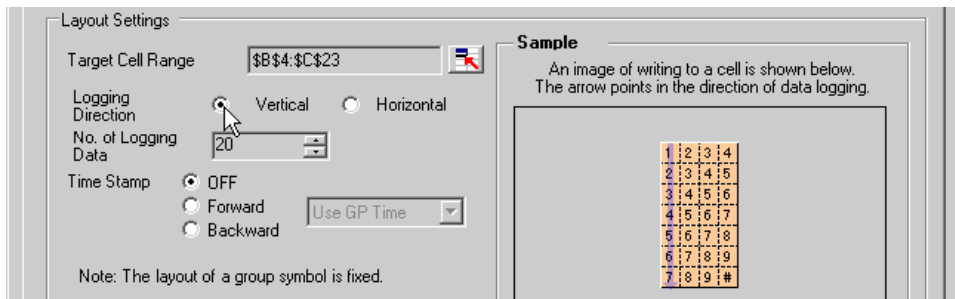 Layout Settings
Target Cell Range $B$4:$C$23
Logging Direction Vertical Horizontal
No. of Logging Data 20
Time Stamp OFF
Forward Use GP Time
Backward
Note: The layout of a group symbol is fixed.
Sample
An image of writing to a cell is shown below.
The arrow points in the direction of data logging.
1 2 3 4
2 3 4 5
3 4 5 6
4 5 6 7
5 6 7 8
6 7 8 9
7 8 9 #